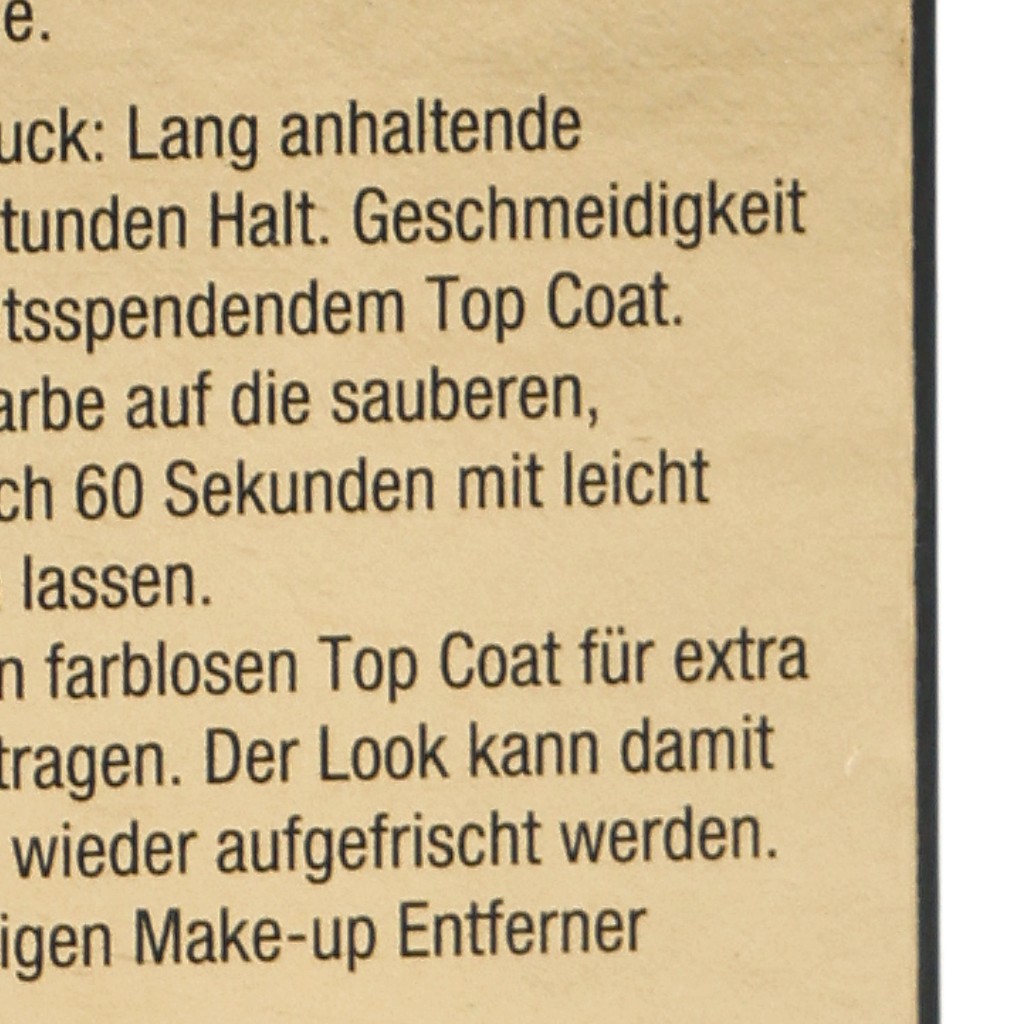 e.
uck: Lang anhaltende
tunden Halt. Geschmeidigkeit
tsspendendem Top Coat.
arbe auf die sauberen,
ch 60 Sekunden mit leicht
lassen.
n farblosen Top Coat für extra
tragen. Der Look kann damit
wieder aufgefrischt werden.
igen Make-up Entferner